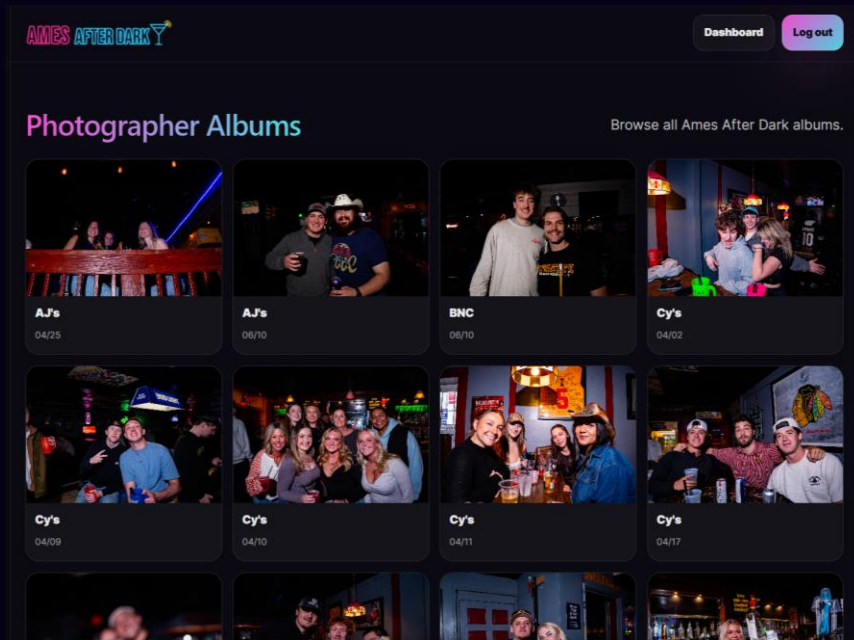 AMES AFTER DARK
Dashboard
Log out
Photographer Albums
Browse all Ames After Dark albums.
AJ's
04/25
AJ's
06/10
BNC
06/10
Cy's
04/02
10
Cy's
04/09
Cy's
04/10
Cy's
04/11
Cy's
04/17